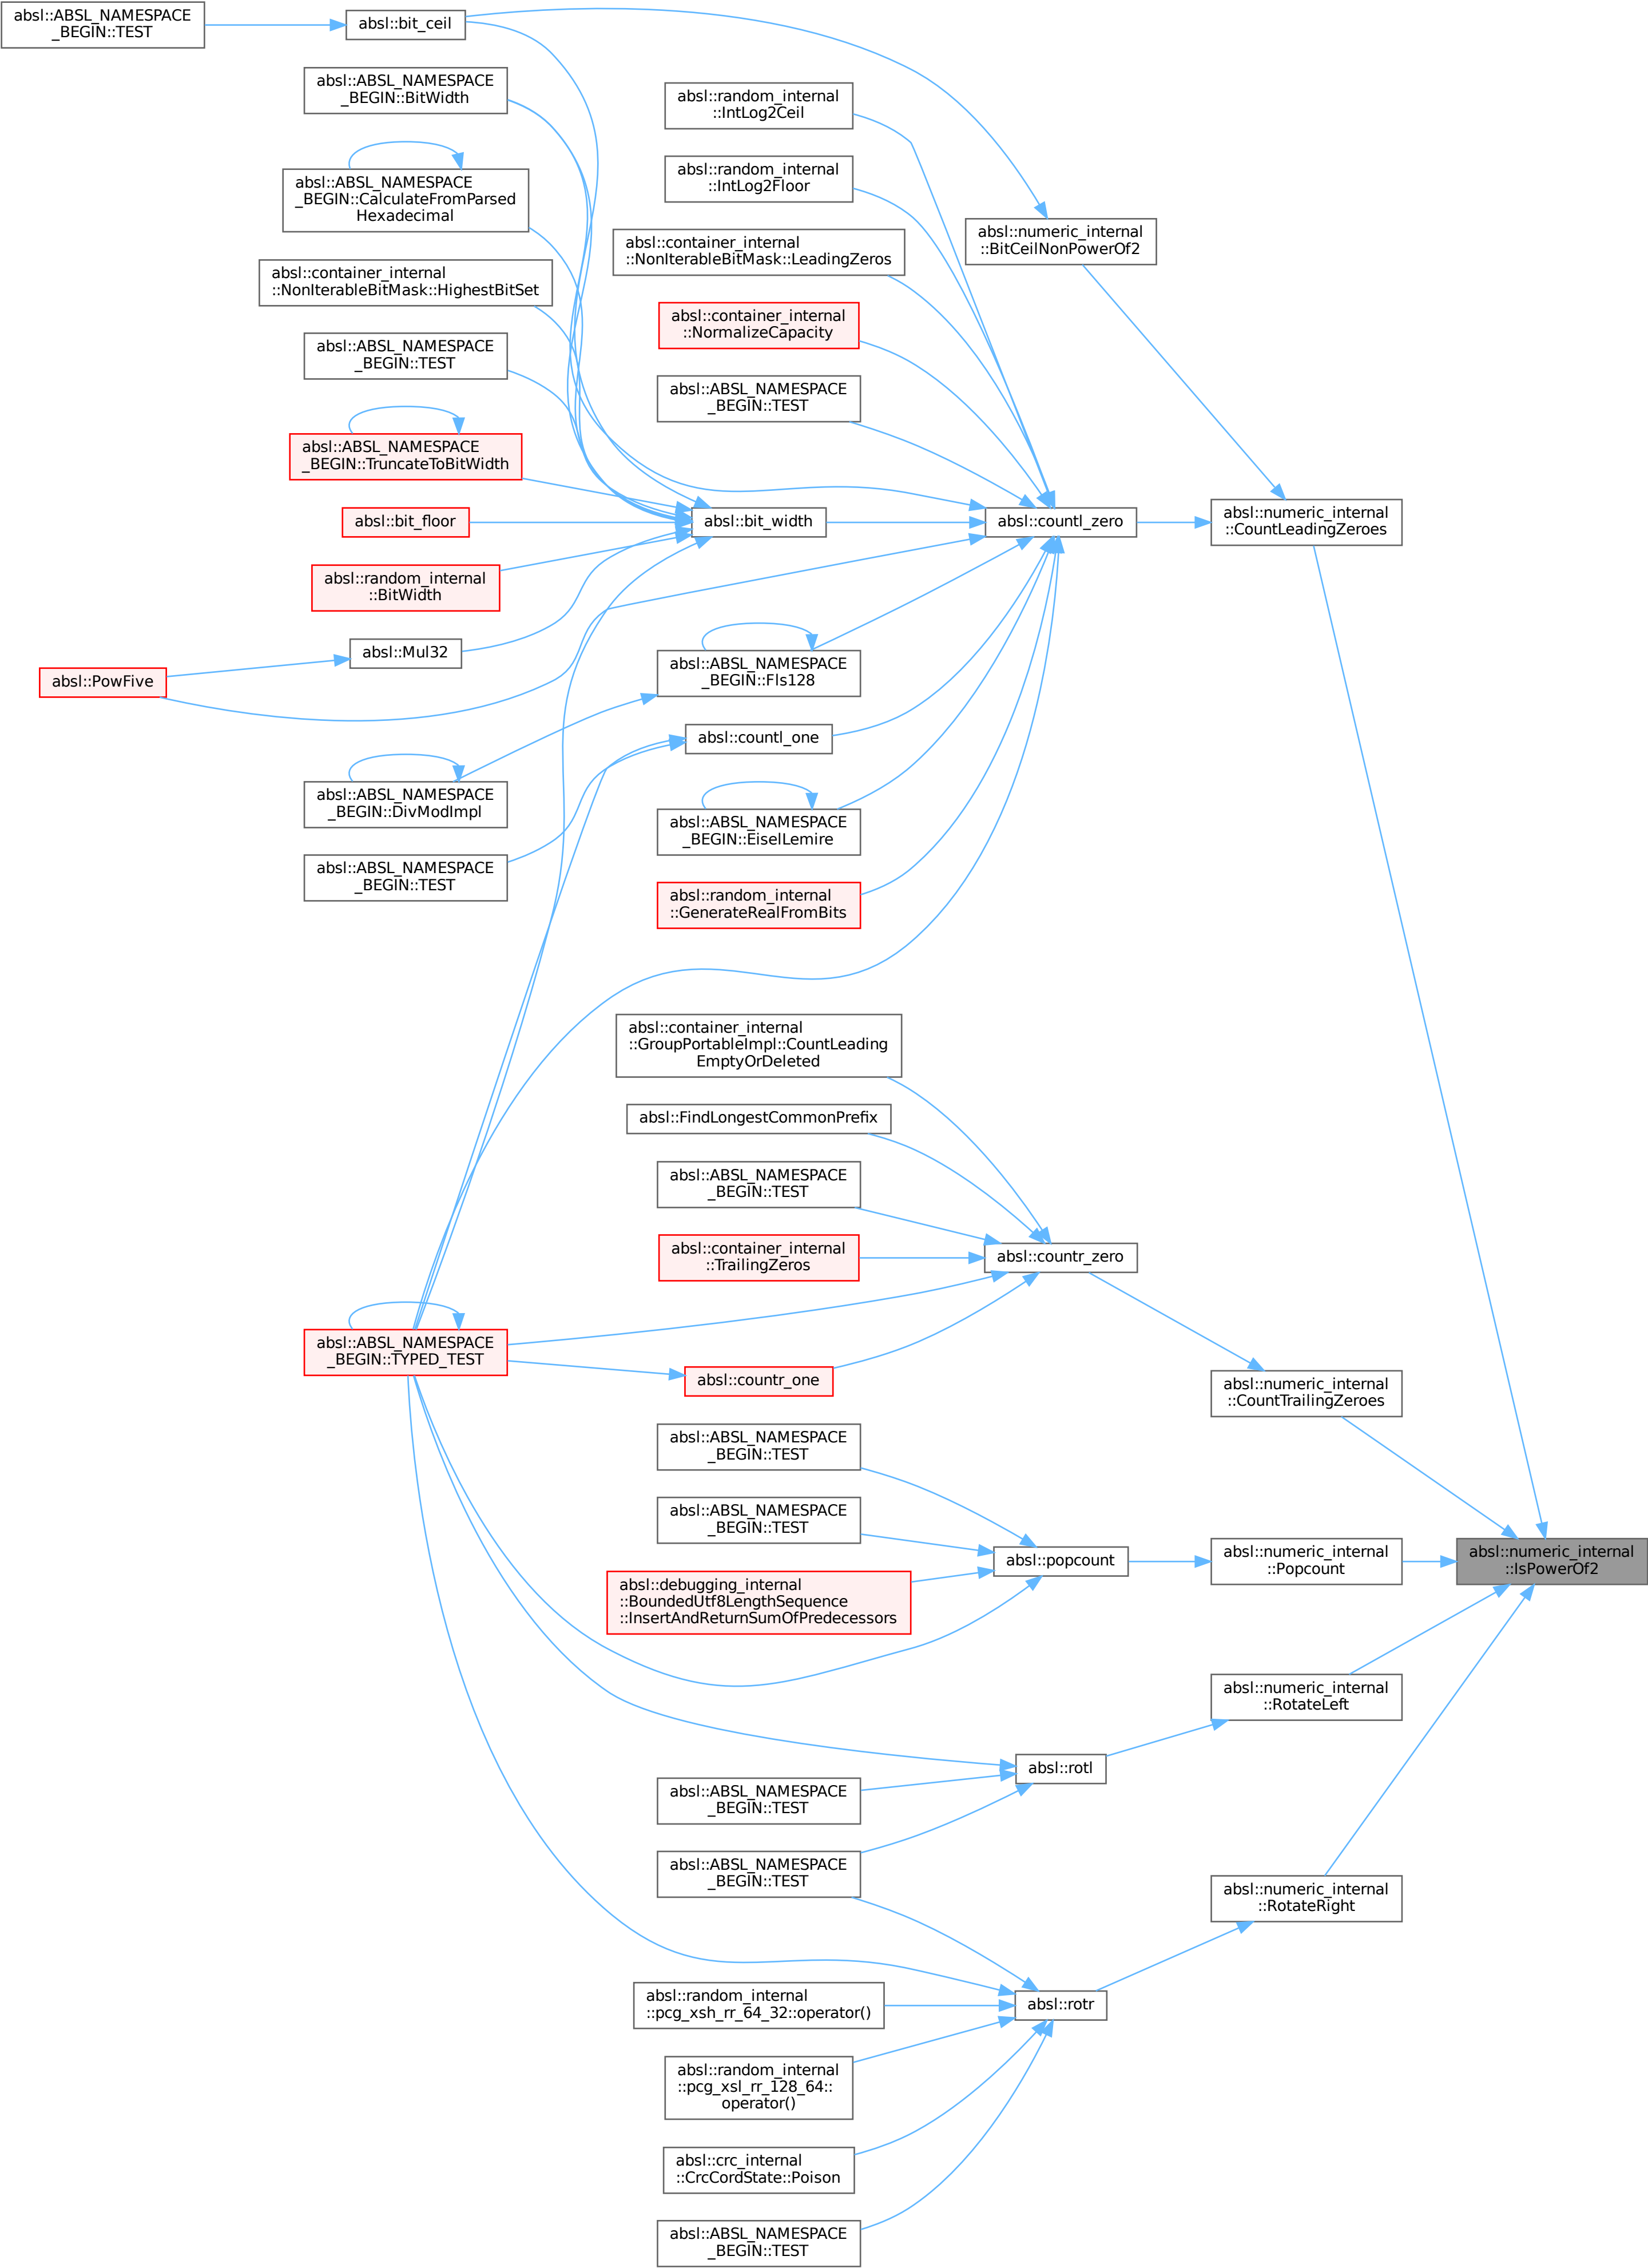 absl::ABSL_NAMESPACE
_BEGIN::TEST
absl::bit_ceil
absl::ABSL_NAMESPACE
_BEGIN::BitWidth
absl::ABSL_NAMESPACE
_BEGIN::CalculateFromParsed
Hexadecimal
absl::container_internal
::NonIterableBitMask::HighestBitSet
absl::ABSL_NAMESPACE
_BEGIN::TEST
absl::ABSL_NAMESPACE
_BEGIN::TruncateToBitWidth
absl::bit_floor
absl::random_internal
::BitWidth
absl::Mul32
absl::PowFive
absl::ABSL_NAMESPACE
_BEGIN::DivModImpl
absl::ABSL_NAMESPACE
_BEGIN::TEST
absl::ABSL_NAMESPACE
_BEGIN::TYPED_TEST
absl::random_internal
::IntLog2Ceil
absl::random_internal
::IntLog2Floor
absl::container_internal
::NonIterableBitMask::LeadingZeros
absl::container_internal
::NormalizeCapacity
absl::ABSL_NAMESPACE
_BEGIN::TEST
absl::bit_width
absl::ABSL_NAMESPACE
_BEGIN::Fls128
absl::countl_one
absl::ABSL_NAMESPACE
_BEGIN::EiselLemire
absl::random_internal
::GenerateRealFromBits
absl::container_internal
::GroupPortableImpl::CountLeading
EmptyOrDeleted
absl::FindLongestCommonPrefix
absl::ABSL_NAMESPACE
_BEGIN::TEST
absl::container_internal
::TrailingZeros
absl::countr_one
absl::ABSL_NAMESPACE
_BEGIN::TEST
absl::ABSL_NAMESPACE
_BEGIN::TEST
absl::debugging_internal
::BoundedUtf8LengthSequence
::InsertAndReturnSumOfPredecessors
absl::ABSL_NAMESPACE
_BEGIN::TEST
absl::ABSL_NAMESPACE
_BEGIN::TEST
absl::random_internal
::pcg_xsh_rr_64_32::operator()
absl::random_internal
::pcg_xsl_rr_128_64::
operator()
absl::crc_internal
::CrcCordState::Poison
absl::ABSL_NAMESPACE
_BEGIN::TEST
absl::numeric_internal
::BitCeilNonPowerOf2
absl::countl_zero
absl::countr_zero
absl::popcount
absl::rotl
absl::rotr
absl::numeric_internal
::CountLeadingZeroes
absl::numeric_internal
::CountTrailingZeroes
absl::numeric_internal
::Popcount
absl::numeric_internal
::RotateLeft
absl::numeric_internal
::RotateRight
absl::numeric_internal
::IsPowerOf2